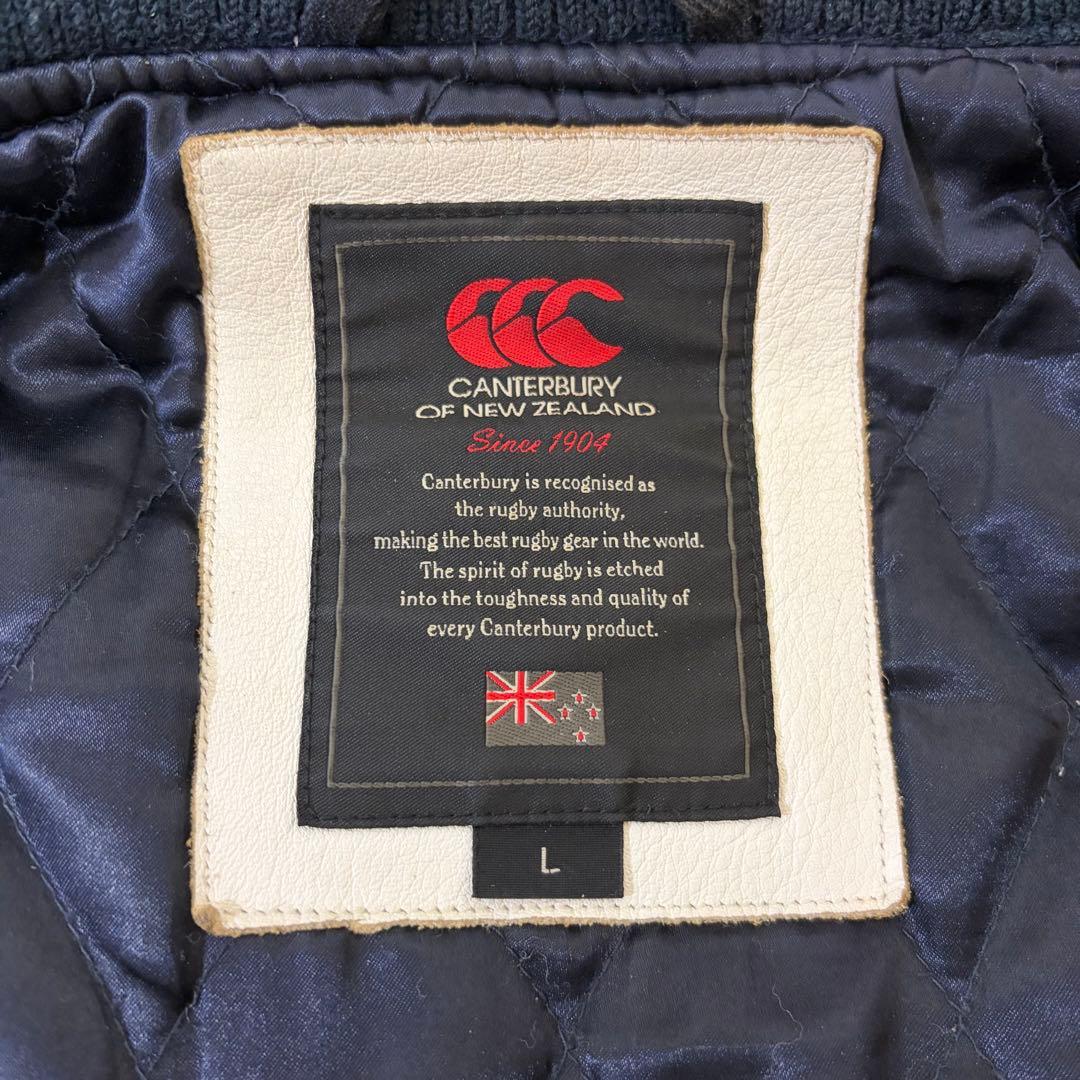 CANTERBURY
OF NEW ZEALAND
Since 1904
Canterbury is recognised as
the rugby authority,
making the best rugby gear in the world.
The spirit of rugby is etched
into the toughness and quality of
every Canterbury product.
L